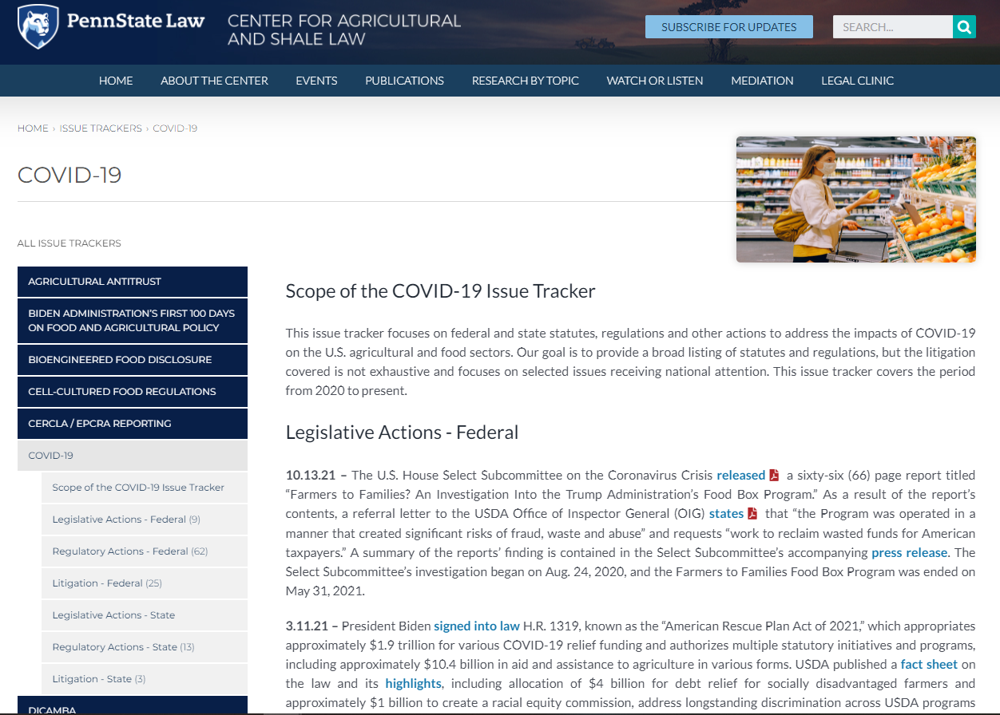 PennState Law
CENTER FOR AGRICULTURAL
AND SHALE LAW
SUBSCRIBE FOR UPDATES
SEARCH...
HOME
ABOUT THE CENTER
EVENTS
PUBLICATIONS
RESEARCH BY TOPIC
WATCH OR LISTEN
MEDIATION
LEGAL CLINIC
HOME › ISSUE TRACKERS › COVID-19
COVID-19
ALL ISSUE TRACKERS
AGRICULTURAL ANTITRUST
BIDEN ADMINISTRATION'S FIRST 100 DAYS
ON FOOD AND AGRICULTURAL POLICY
BIOENGINEERED FOOD DISCLOSURE
CELL-CULTURED FOOD REGULATIONS
CERCLA / EPCRA REPORTING
COVID-19
Scope of the COVID-19 Issue Tracker
Legislative Actions - Federal (9)
Regulatory Actions - Federal (62)
Litigation - Federal (25)
Legislative Actions - State
Regulatory Actions - State (13)
Litigation - State (3)
DICAMBA
Scope of the COVID-19 Issue Tracker
This issue tracker focuses on federal and state statutes, regulations and other actions to address the impacts of COVID-19
on the U.S. agricultural and food sectors. Our goal is to provide a broad listing of statutes and regulations, but the litigation
covered is not exhaustive and focuses on selected issues receiving national attention. This issue tracker covers the period
from 2020 to present.
Legislative Actions - Federal
10.13.21 – The U.S. House Select Subcommittee on the Coronavirus Crisis released a sixty-six (66) page report titled
“Farmers to Families? An Investigation Into the Trump Administration’s Food Box Program.” As a result of the report’s
contents, a referral letter to the USDA Office of Inspector General (OIG) states that “the Program was operated in a
manner that created significant risks of fraud, waste and abuse” and requests “work to reclaim wasted funds for American
taxpayers.” A summary of the reports’ finding is contained in the Select Subcommittee’s accompanying press release. The
Select Subcommittee’s investigation began on Aug. 24, 2020, and the Farmers to Families Food Box Program was ended on
May 31, 2021.
3.11.21 – President Biden signed into law H.R. 1319, known as the “American Rescue Plan Act of 2021,” which appropriates
approximately $1.9 trillion for various COVID-19 relief funding and authorizes multiple statutory initiatives and programs,
including approximately $10.4 billion in aid and assistance to agriculture in various forms. USDA published a fact sheet on
the law and its highlights, including allocation of $4 billion for debt relief for socially disadvantaged farmers and
approximately $1 billion to create a racial equity commission, address longstanding discrimination across USDA programs